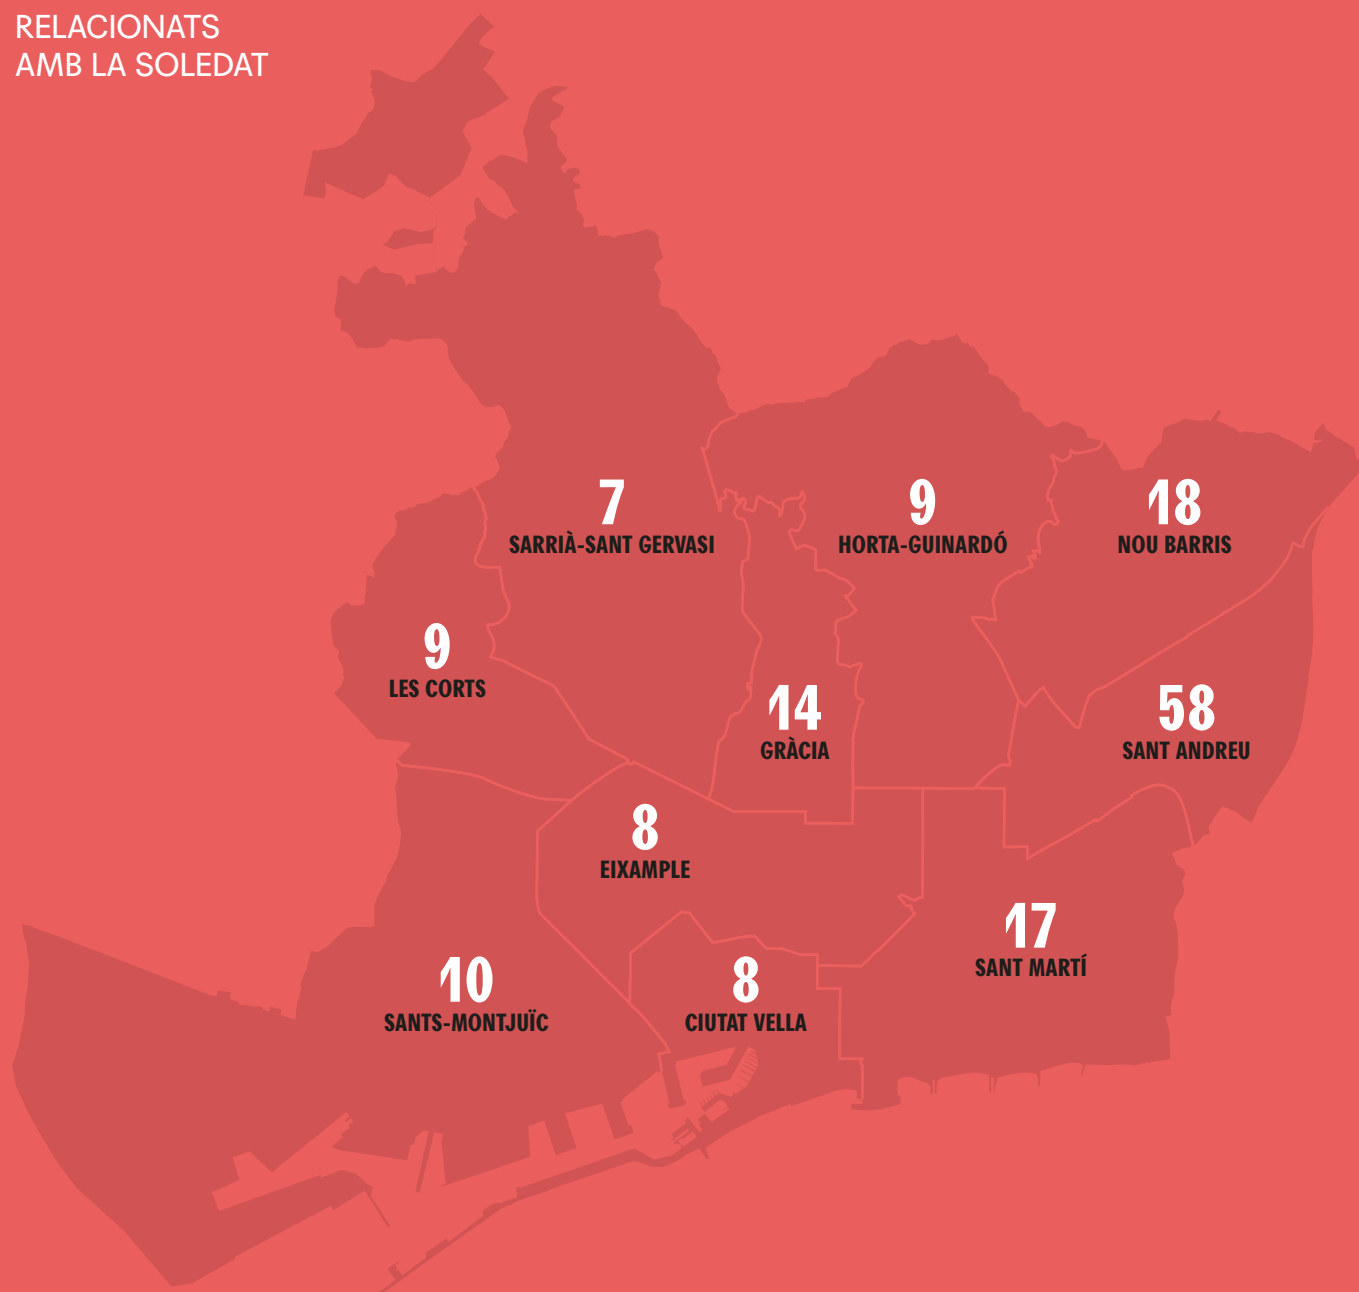 RELACIONATS
AMB LA SOLEDAT
7
SARRIÀ-SANT GERVASI
9
HORTA-GUINARDÓ
18
NOU BARRIS
9
LES CORTS
14
GRÀCIA
58
SANT ANDREU
8
EIXAMPLE
17
SANT MARTÍ
10
SANTS-MONTJUÏC
8
CIUTAT VELLA